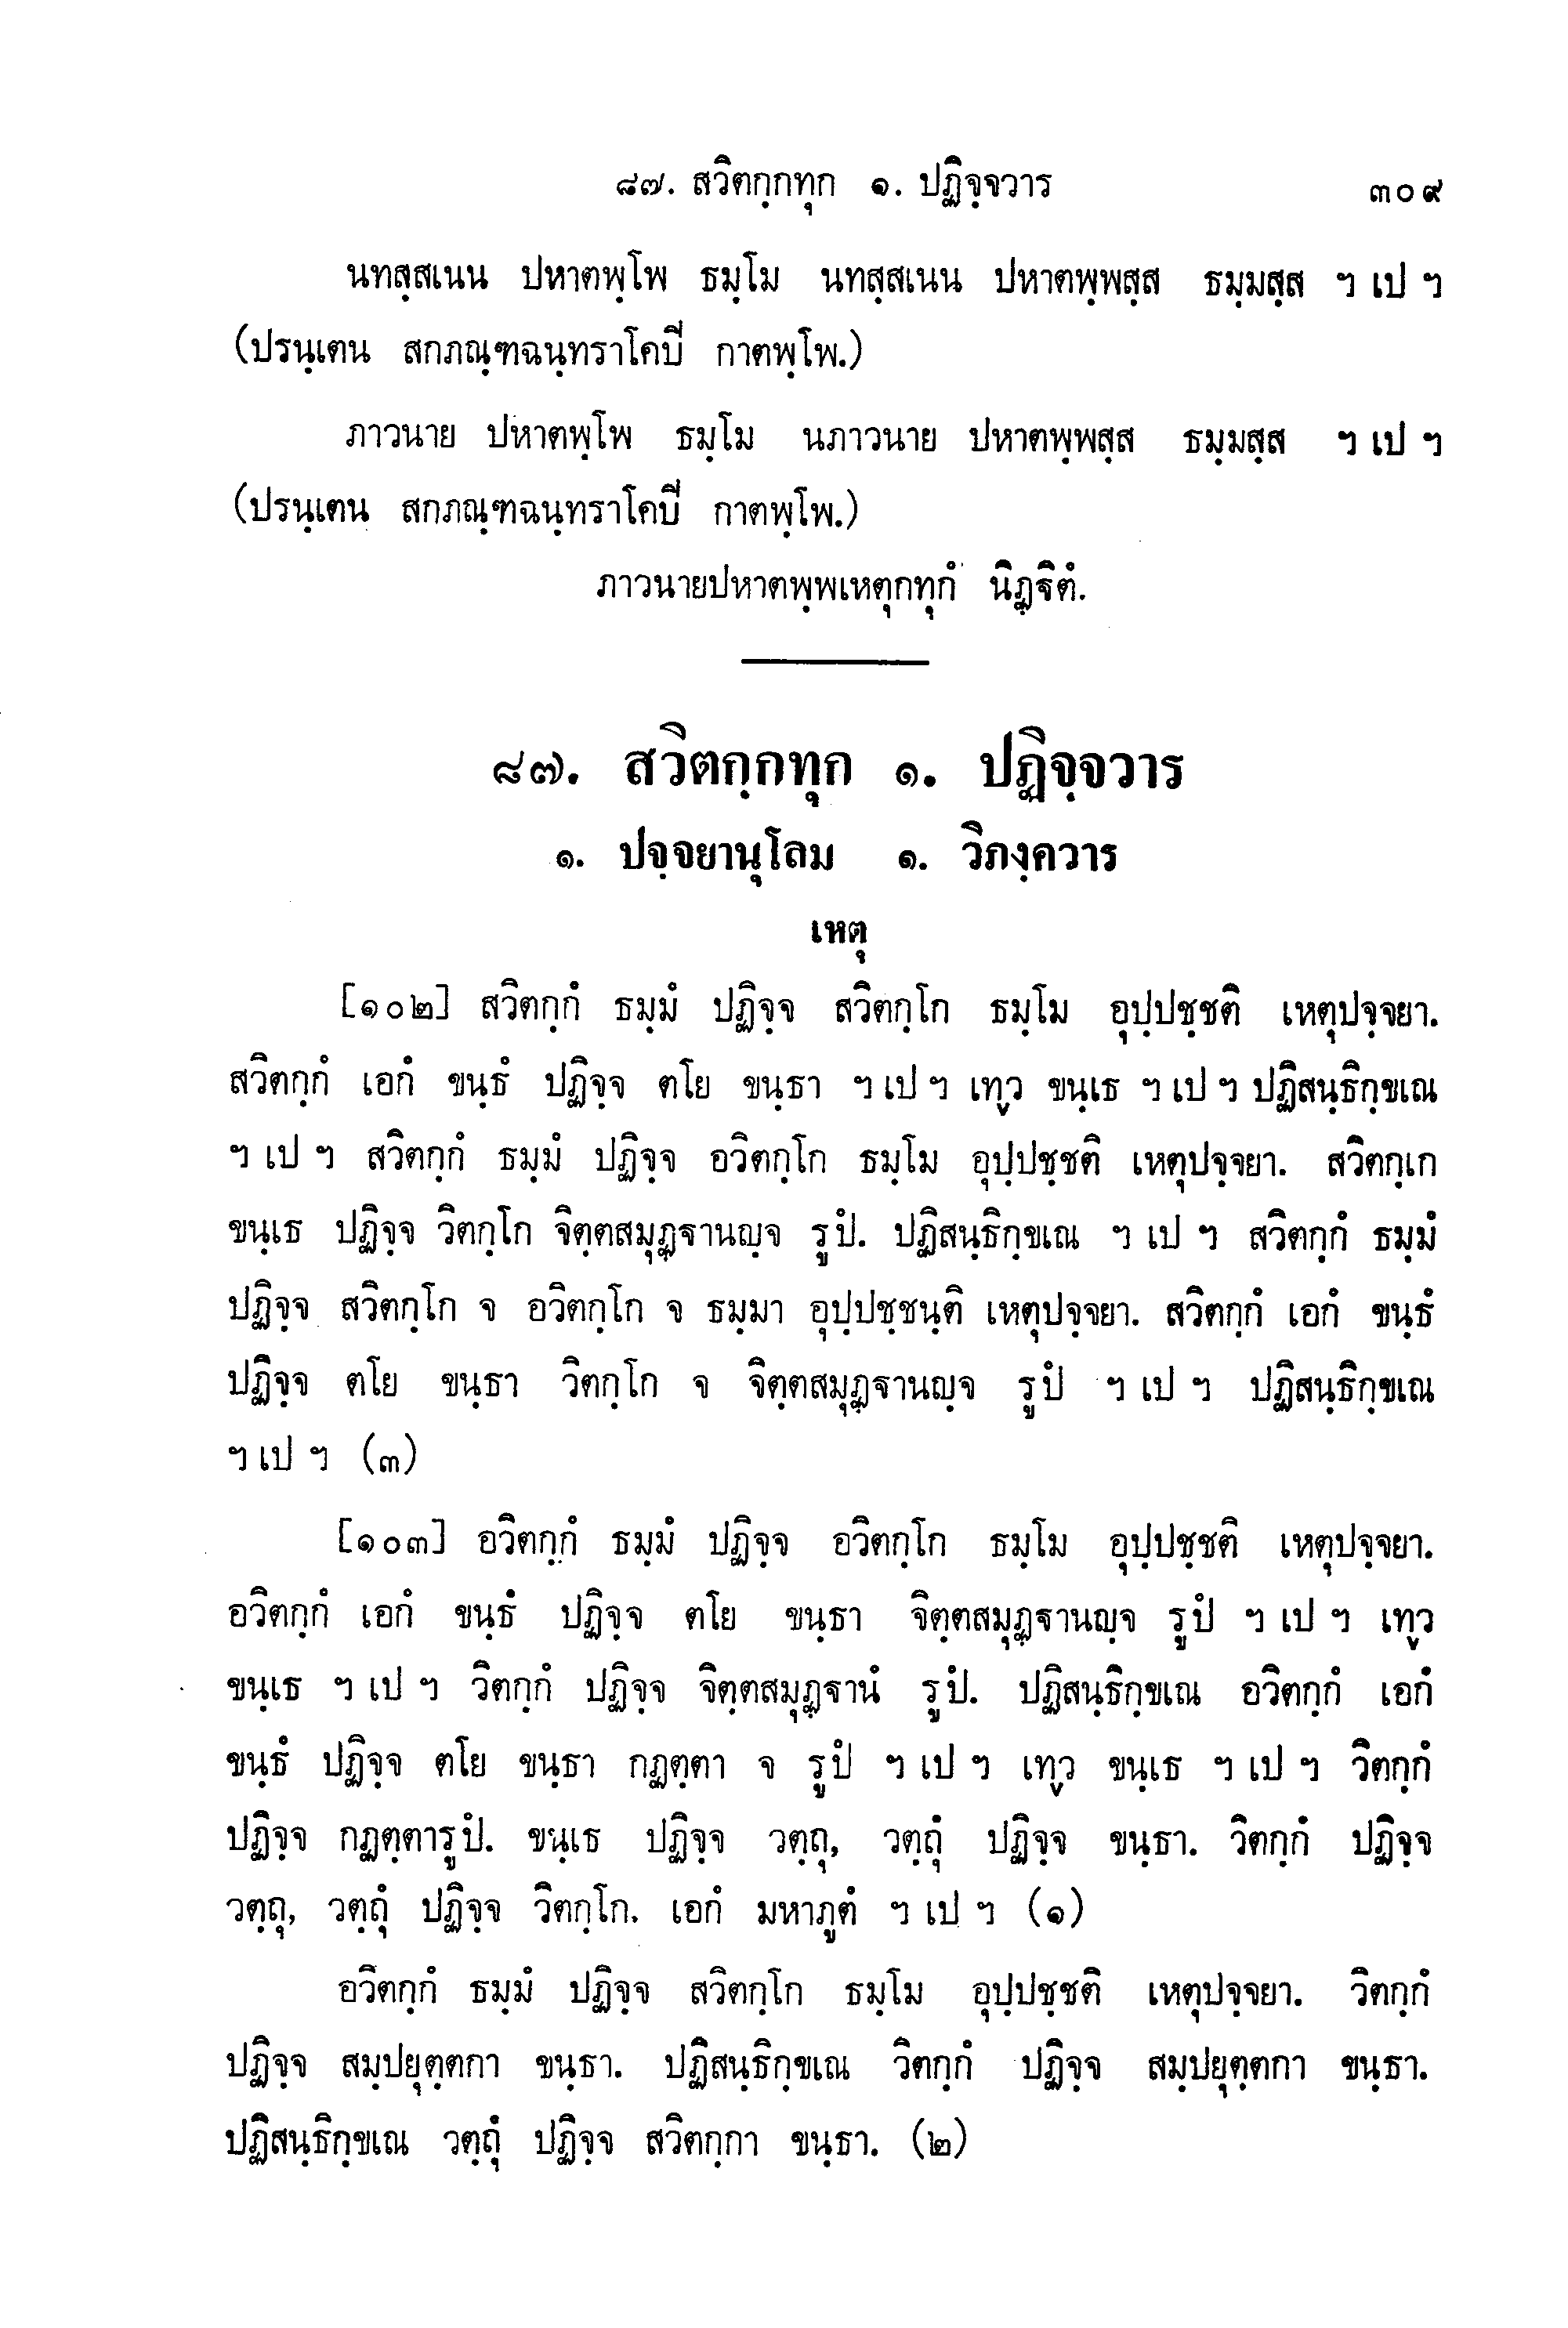 ๘๗. สวิตกฺกทุก ๑. ปฏิจฺจวาร ๓๐๙
นทสฺสเนน ปหาตพฺโพ ธมฺโม นทสฺสเนน ปหาตพฺพสฺส ธมฺมสฺส ฯ เป ฯ
(ปรนฺเตน สกภณฺฑฉนฺทราโคปี กาตพฺโพ.)
ภาวนาย ปหาตพฺโพ ธมฺโม นภาวนาย ปหาตพฺพสฺส ธมฺมสฺส ฯ เป ฯ
(ปรนฺเตน สกภณฺฑฉนฺทราโคปี กาตพฺโพ.)
ภาวนายปหาตพฺพเหตุกทุกํ นิฏฺฐิตํ.
๘๗. สวิตกฺกทุก ๑. ปฏิจฺจวาร
๑. ปจฺจยานุโลม ๑. วิภงฺควาร
เหตุ
[๑๐๒] สวิตกฺกํ ธมฺมํ ปฏิจฺจ สวิตกฺโก ธมฺโม อุปฺปชฺชติ เหตุปจฺจยา.
สวิตกฺกํ เอกํ ขนฺธํ ปฏิจฺจ ตโย ขนฺธา ฯ เป ฯ เทฺว ขนฺเธ ฯ เป ฯ ปฏิสนฺธิกฺขเณ
ฯ เป ฯ สวิตกฺกํ ธมฺมํ ปฏิจฺจ อวิตกฺโก ธมฺโม อุปฺปชฺชติ เหตุปจฺจยา. สวิตกฺเก
ขนฺเธ ปฏิจฺจ วิตกฺโก จิตฺตสมุฏฺฐานญฺจ รูปํ. ปฏิสนฺธิกฺขเณ ฯ เป ฯ สวิตกฺกํ ธมฺมํ
ปฏิจฺจ สวิตกฺโก จ อวิตกฺโก จ ธมฺมา อุปฺปชฺชนฺติ เหตุปจฺจยา. สวิตกฺกํ เอกํ ขนฺธํ
ปฏิจฺจ ตโย ขนฺธา วิตกฺโก จ จิตฺตสมุฏฺฐานญฺจ รูปํ ฯ เป ฯ ปฏิสนฺธิกฺขเณ
ฯ เป ฯ (๓)
[๑๐๓] อวิตกฺกํ ธมฺมํ ปฏิจฺจ อวิตกฺโก ธมฺโม อุปฺปชฺชติ เหตุปจฺจยา.
อวิตกฺกํ เอกํ ขนฺธํ ปฏิจฺจ ตโย ขนฺธา จิตฺตสมุฏฺฐานญฺจ รูปํ ฯ เป ฯ เทฺว
ขนฺเธ ฯ เป ฯ วิตกฺกํ ปฏิจฺจ จิตฺตสมุฏฺฐานํ รูปํ. ปฏิสนฺธิกฺขเณ อวิตกฺกํ เอกํ
ขนฺธํ ปฏิจฺจ ตโย ขนฺธา กฏตฺตา จ รูปํ ฯ เป ฯ เทฺว ขนฺเธ ฯ เป ฯ วิตกฺกํ
ปฏิจฺจ กฏตฺตารูปํ. ขนฺเธ ปฏิจฺจ วตฺถุ, วตฺถุํ ปฏิจฺจ ขนฺธา. วิตกฺกํ ปฏิจฺจ
วตฺถุ, วตฺถุํ ปฏิจฺจ วิตกฺโก. เอกํ มหาภูตํ ฯ เป ฯ (๑)
อวิตกฺกํ ธมฺมํ ปฏิจฺจ สวิตกฺโก ธมฺโม อุปฺปชฺชติ เหตุปจฺจยา. วิตกฺกํ
ปฏิจฺจ สมฺปยุตฺตกา ขนฺธา. ปฏิสนฺธิกฺขเณ วิตกฺกํ ปฏิจฺจ สมฺปยุตฺตกา ขนฺธา.
ปฏิสนฺธิกฺขเณ วตฺถุํ ปฏิจฺจ สวิตกฺกา ขนฺธา. (๒)